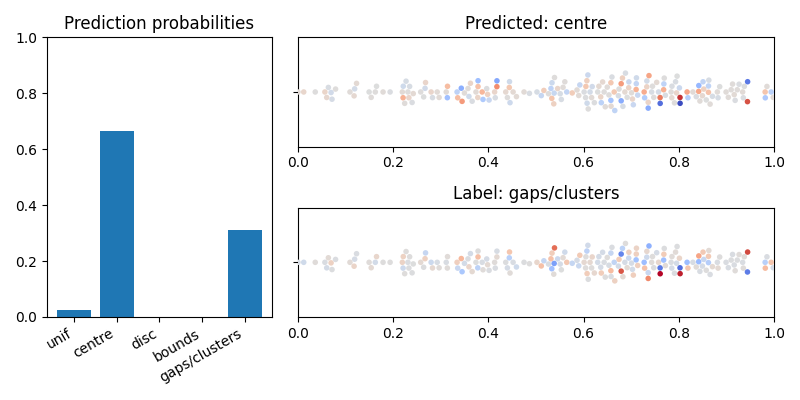 Prediction probabilities
1.0
0.8
0.6
0.4
0.2
0.0
unif
centre
disc
bounds
gaps/clusters
Predicted: centre
0.0 0.2 0.4 0.6 0.8 1.0
Label: gaps/clusters
0.0 0.2 0.4 0.6 0.8 1.0